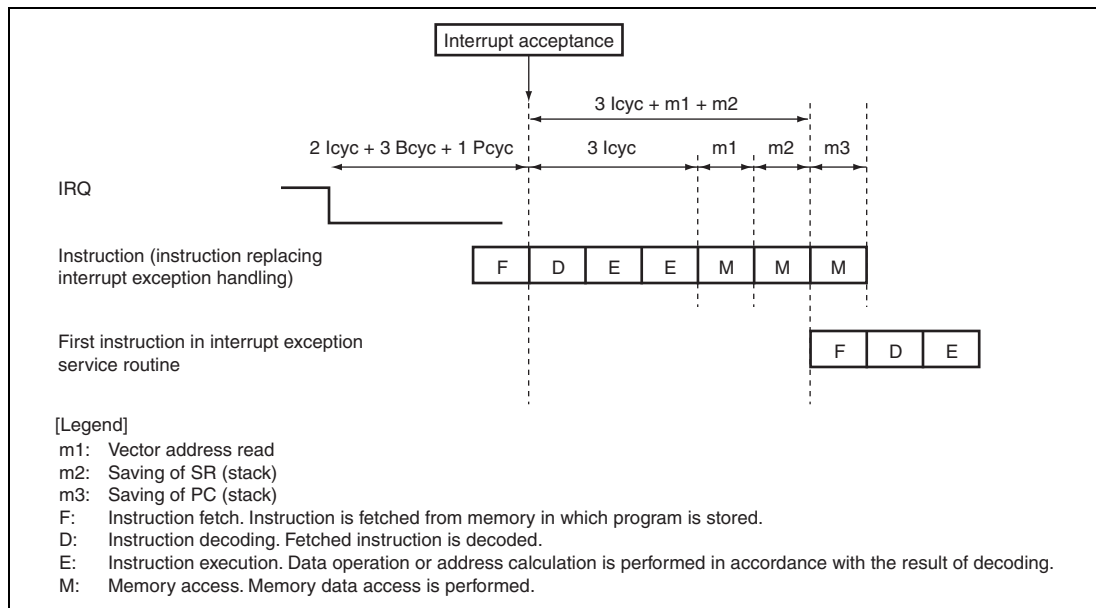 Interrupt acceptance
3 Icyc + m1 + m2
2 Icyc + 3 Bcyc + 1 Pcyc
3 Icyc
m1
m2
m3
IRQ
Instruction (instruction replacing
interrupt exception handling)
F D E E M M M
First instruction in interrupt exception
service routine
F D E
[Legend]
m1: Vector address read
m2: Saving of SR (stack)
m3: Saving of PC (stack)
F: Instruction fetch. Instruction is fetched from memory in which program is stored.
D: Instruction decoding. Fetched instruction is decoded.
E: Instruction execution. Data operation or address calculation is performed in accordance with the result of decoding.
M: Memory access. Memory data access is performed.